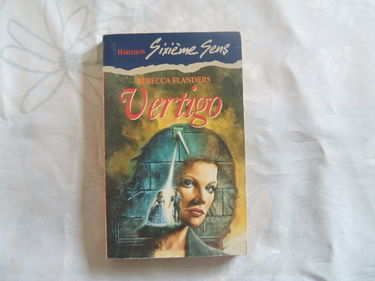 HARLEQUIN Sixième Sens
REBECCA FLANDERS
Vertigo